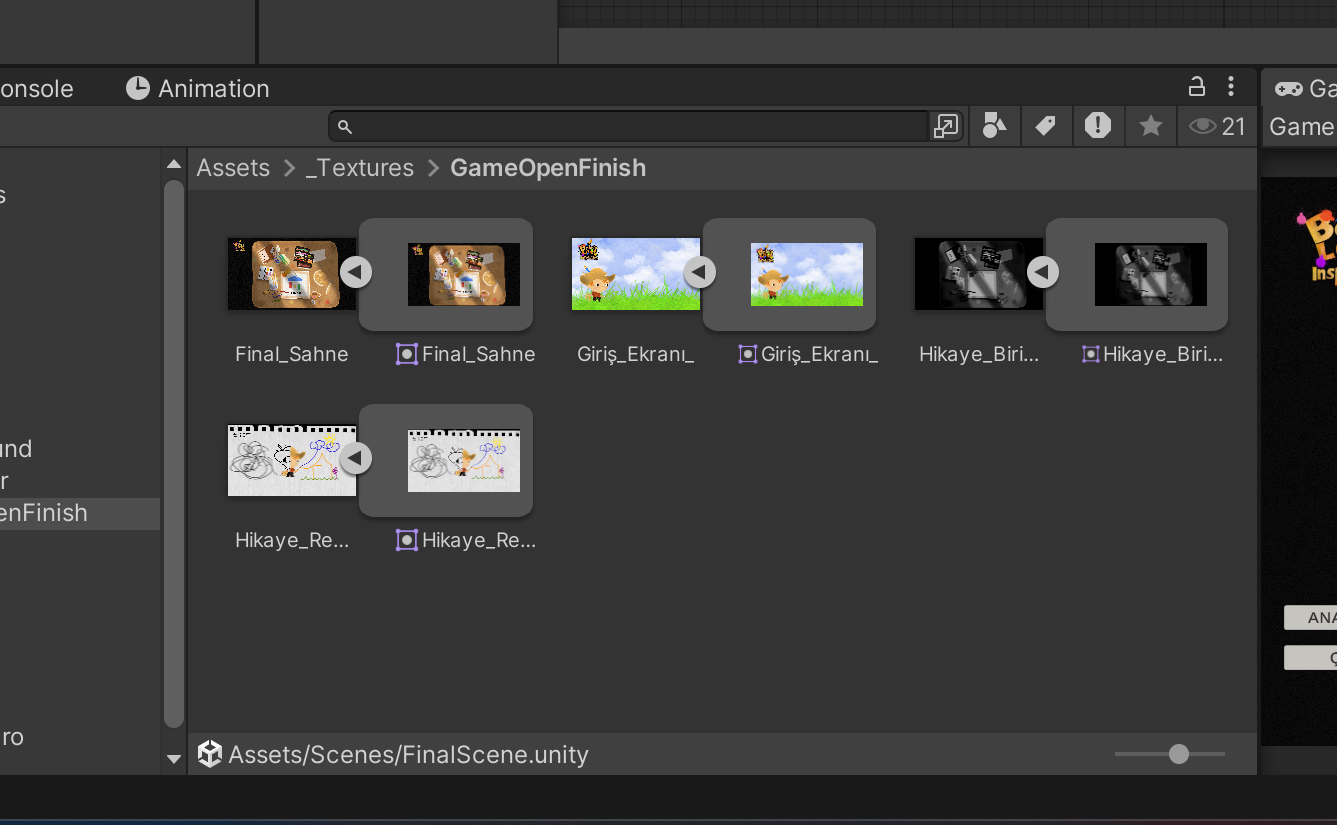 onsole
Animation
21
Ga
Game
Assets > _Textures > GameOpenFinish
s
und
r
enFinish
ro
Final_Sahne
Final_Sahne
Giriş_Ekranı_
Giriş_Ekranı_
Hikaye_Biri...
Hikaye_Biri...
Hikaye_Re...
Hikaye_Re...
Insp
ANA
Assets/Scenes/FinalScene.unity